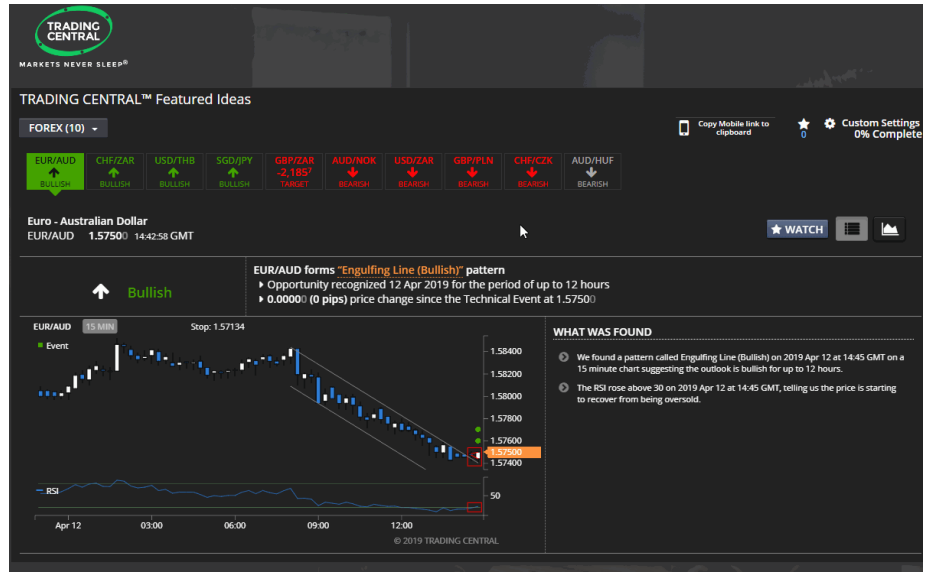 TRADING
CENTRAL
MARKETS NEVER SLEEP®
TRADING CENTRAL™ Featured Ideas
FOREX (10)
Copy Mobile link to
clipboard
0
Custom Settings
0% Complete
EUR/AUD CHF/ZAR USD/THB SGD/JPY GBP/ZAR AUD/NOK USD/ZAR GBP/PLN CHF/CZK AUD/HUF
-2,185⁷
BULLISH BULLISH BULLISH BULLISH TARGET BEARISH BEARISH BEARISH BEARISH BEARISH
Euro - Australian Dollar
EUR/AUD 1.57500 14:42:58 GMT
WATCH
Bullish
EUR/AUD forms "Engulfing Line (Bullish)" pattern
Opportunity recognized 12 Apr 2019 for the period of up to 12 hours
0.00000 (0 pips) price change since the Technical Event at 1.57500
EUR/AUD 15 MIN Stop: 1.57134
Event
1.58400
1.58200
1.58000
1.57800
1.57600
1.57500
1.57400
RSI
50
Apr 12 03:00 06:00 09:00 12:00
© 2019 TRADING CENTRAL
WHAT WAS FOUND
We found a pattern called Engulfing Line (Bullish) on 2019 Apr 12 at 14:45 GMT on a
15 minute chart suggesting the outlook is bullish for up to 12 hours.
The RSI rose above 30 on 2019 Apr 12 at 14:45 GMT, telling us the price is starting
to recover from being oversold.